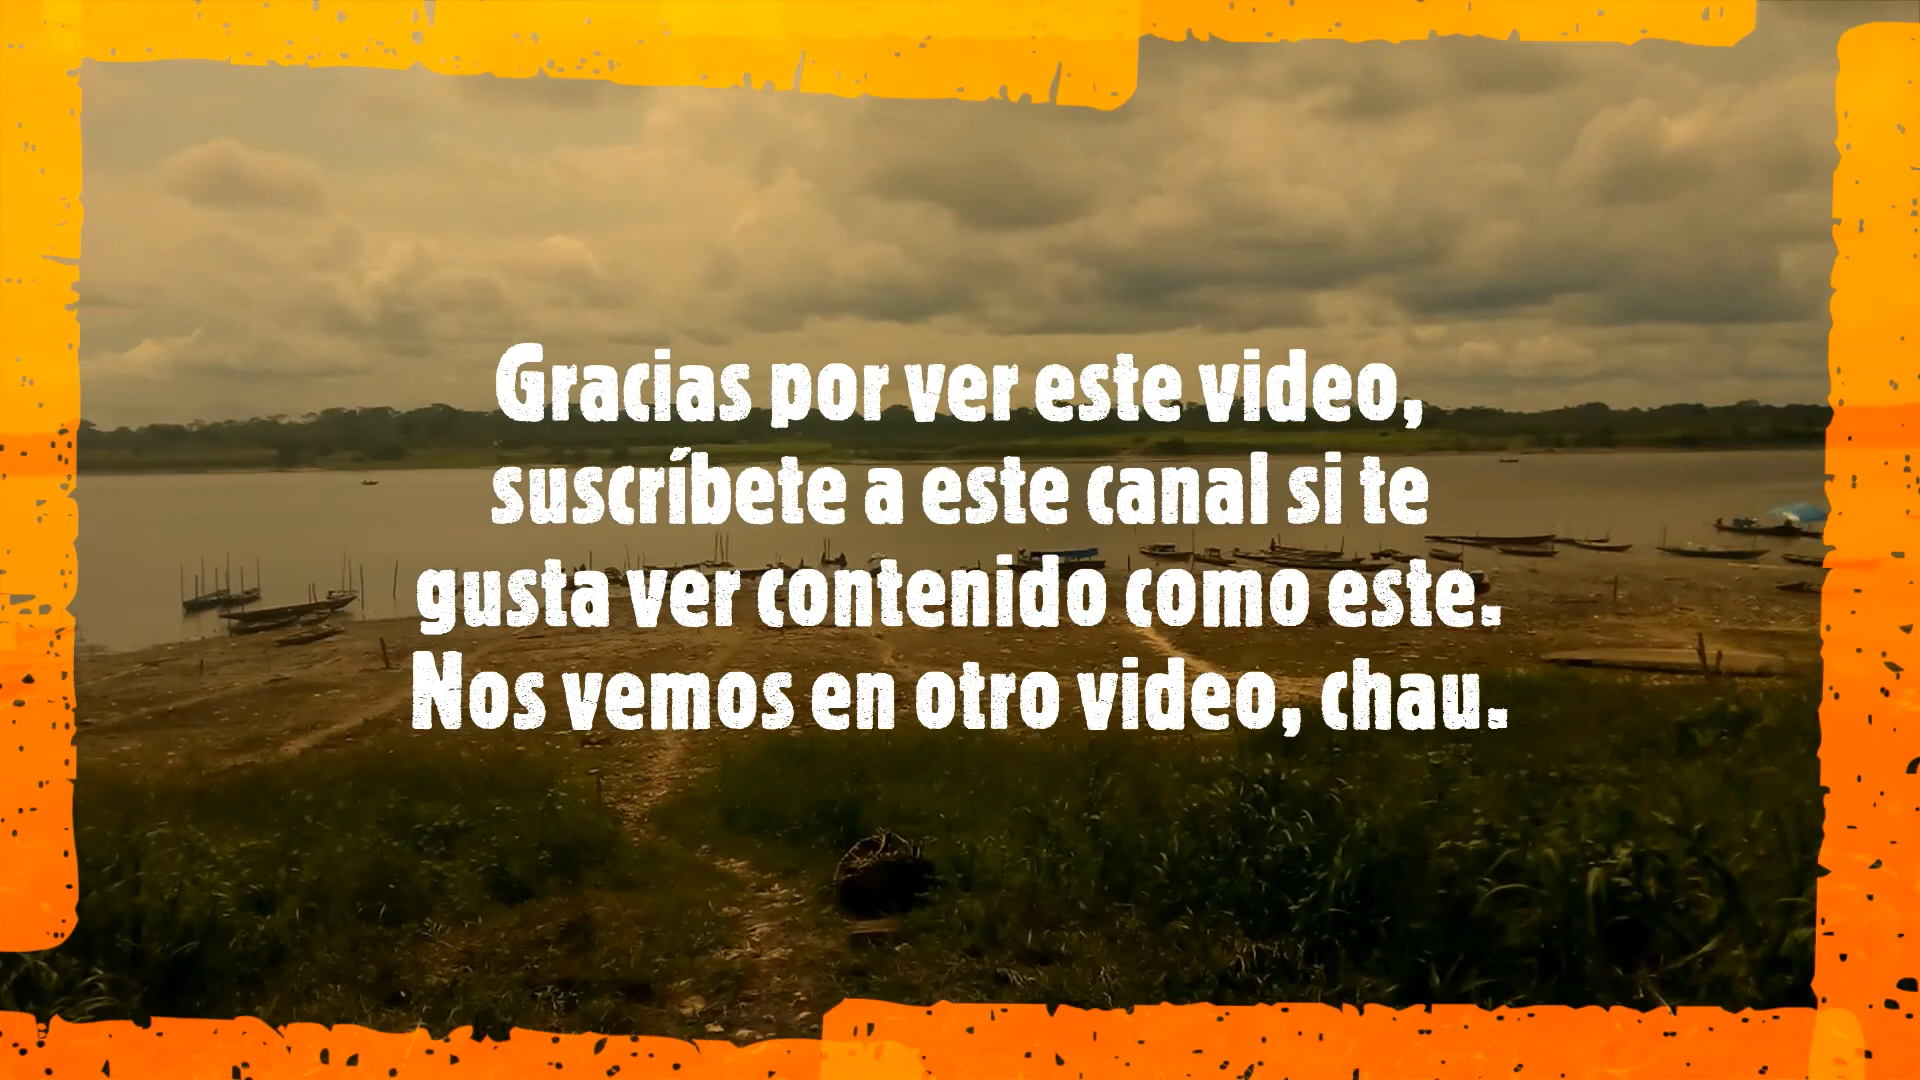 Gracias por ver este video,
suscríbete a este canal si te
gusta ver contenido como este.
Nos vemos en otro video, chau.